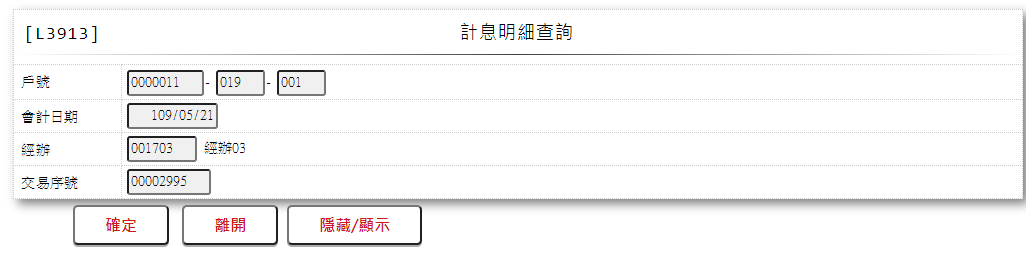 [L3913] 計息明細查詢
戶號 0000011 - 019 - 001
會計日期 109/05/21
經辦 001703 經辦03
交易序號 00002995
確定 離開 隱藏/顯示